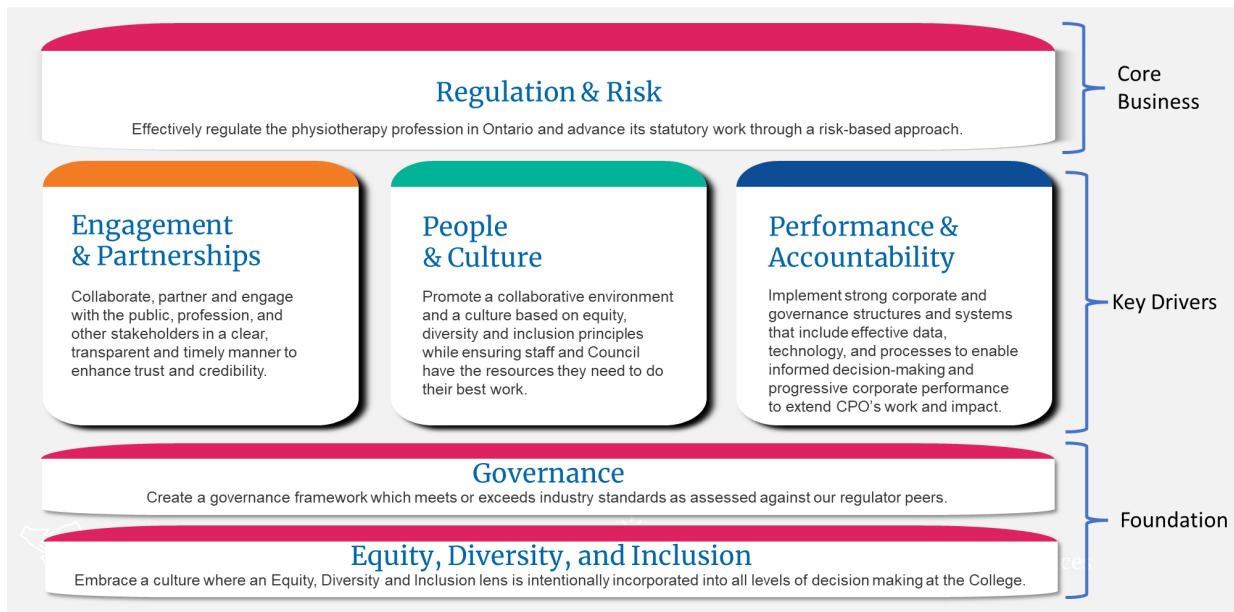 Regulation & Risk
Effectively regulate the physiotherapy profession in Ontario and advance its statutory work through a risk-based approach.
Core
Business
Engagement
& Partnerships
Collaborate, partner and engage
with the public, profession, and
other stakeholders in a clear,
transparent and timely manner to
enhance trust and credibility.
People
& Culture
Promote a collaborative environment
and a culture based on equity,
diversity and inclusion principles
while ensuring staff and Council
have the resources they need to do
their best work.
Performance &
Accountability
Implement strong corporate and
governance structures and systems
that include effective data,
technology, and processes to enable
informed decision-making and
progressive corporate performance
to extend CPO’s work and impact.
Key Drivers
Governance
Create a governance framework which meets or exceeds industry standards as assessed against our regulator peers.
Equity, Diversity, and Inclusion
Embrace a culture where an Equity, Diversity and Inclusion lens is intentionally incorporated into all levels of decision making at the College.
Foundation